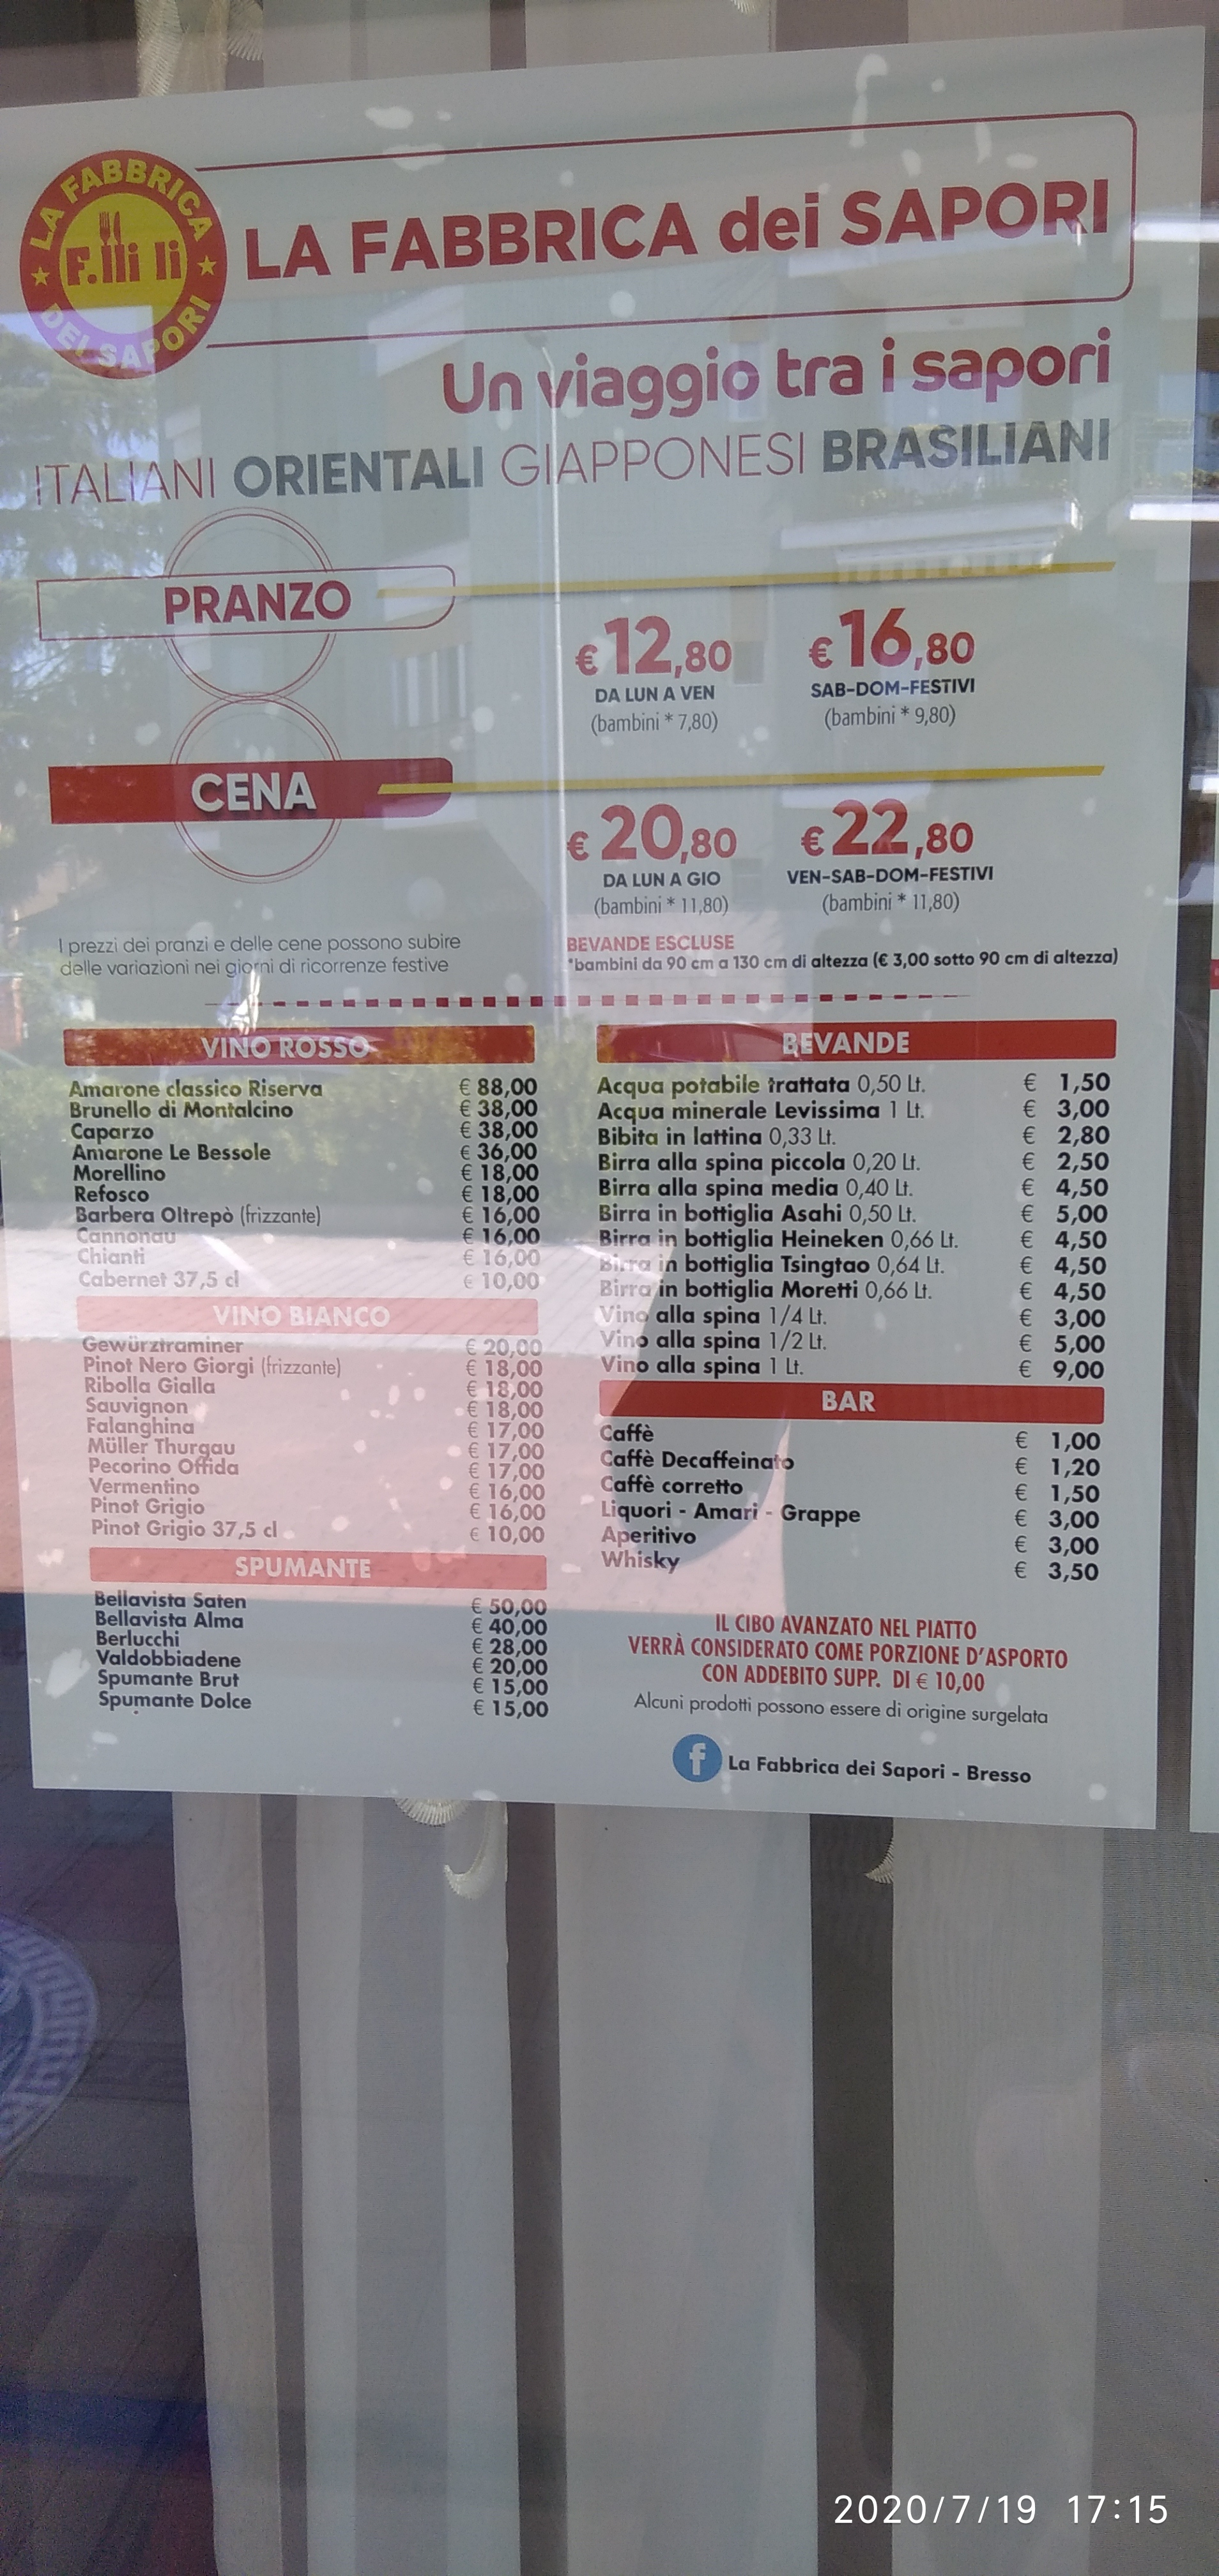 LA FABBRICA
F.lli li
DEI SAPORI
LA FABBRICA dei SAPORI
Un viaggio tra i sapori
ITALIANI ORIENTALI GIAPPONESI BRASILIANI
PRANZO
€ 12,80 € 16,80
DA LUN A VEN SAB-DOM-FESTIVI
(bambini * 7,80) (bambini * 9,80)
CENA
€ 20,80 € 22,80
DA LUN A GIO VEN-SAB-DOM-FESTIVI
(bambini * 11,80) (bambini * 11,80)
I prezzi dei pranzi e delle cene possono subire
delle variazioni nei giorni di ricorrenze festive
BEVANDE ESCLUSE
*bambini da 90 cm a 130 cm di altezza (€ 3,00 sotto 90 cm di altezza)
VINO ROSSO
Amarone classico Riserva € 88,00
Brunello di Montalcino € 38,00
Caparzo € 38,00
Amarone Le Bessole € 36,00
Morellino € 18,00
Refosco € 18,00
Barbera Oltrepò (frizzante) € 16,00
Cannonau € 16,00
Chianti € 16,00
Cabernet 37,5 cl € 10,00
VINO BIANCO
Gewürztraminer € 20,00
Pinot Nero Giorgi (frizzante) € 18,00
Ribolla Gialla € 18,00
Sauvignon € 18,00
Falanghina € 17,00
Müller Thurgau € 17,00
Pecorino Offida € 17,00
Vermentino € 16,00
Pinot Grigio € 16,00
Pinot Grigio 37,5 cl € 10,00
SPUMANTE
Bellavista Saten € 50,00
Bellavista Alma € 40,00
Berlucchi € 28,00
Valdobbiadene € 20,00
Spumante Brut € 15,00
Spumante Dolce € 15,00
BEVANDE
Acqua potabile trattata 0,50 Lt. € 1,50
Acqua minerale Levissima 1 Lt. € 3,00
Bibita in lattina 0,33 Lt. € 2,80
Birra alla spina piccola 0,20 Lt. € 2,50
Birra alla spina media 0,40 Lt. € 4,50
Birra in bottiglia Asahi 0,50 Lt. € 5,00
Birra in bottiglia Heineken 0,66 Lt. € 4,50
Birra in bottiglia Tsingtao 0,64 Lt. € 4,50
Birra in bottiglia Moretti 0,66 Lt. € 4,50
Vino alla spina 1/4 Lt. € 3,00
Vino alla spina 1/2 Lt. € 5,00
Vino alla spina 1 Lt. € 9,00
BAR
Caffè € 1,00
Caffè Decaffeinato € 1,20
Caffè corretto € 1,50
Liquori - Amari - Grappe € 3,00
Aperitivo € 3,00
Whisky € 3,50
IL CIBO AVANZATO NEL PIATTO
VERRÀ CONSIDERATO COME PORZIONE D'ASPORTO
CON ADDEBITO SUPP. DI € 10,00
Alcuni prodotti possono essere di origine surgelata
f La Fabbrica dei Sapori - Bresso
2020/7/19 17:15